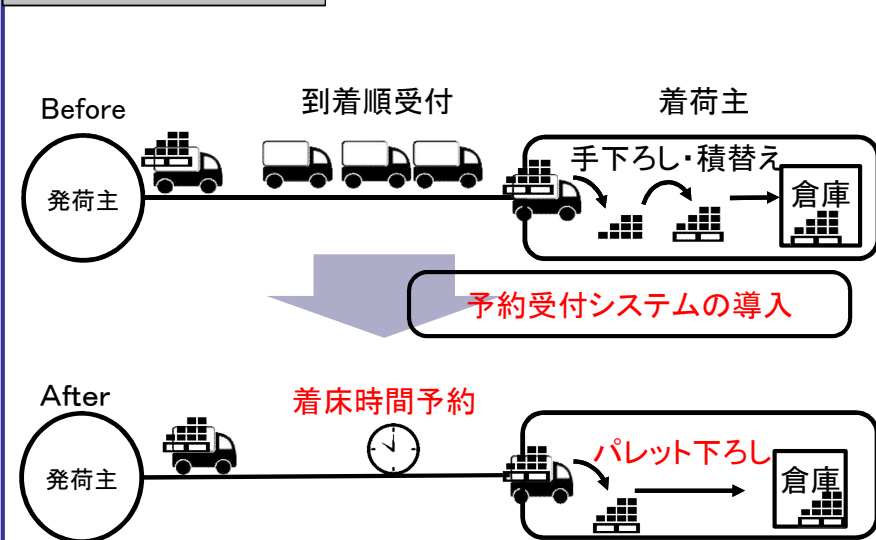 Before
到着順受付
着荷主
発荷主
手下ろし・積替え
倉庫
予約受付システムの導入
After
着床時間予約
発荷主
パレット下ろし
倉庫